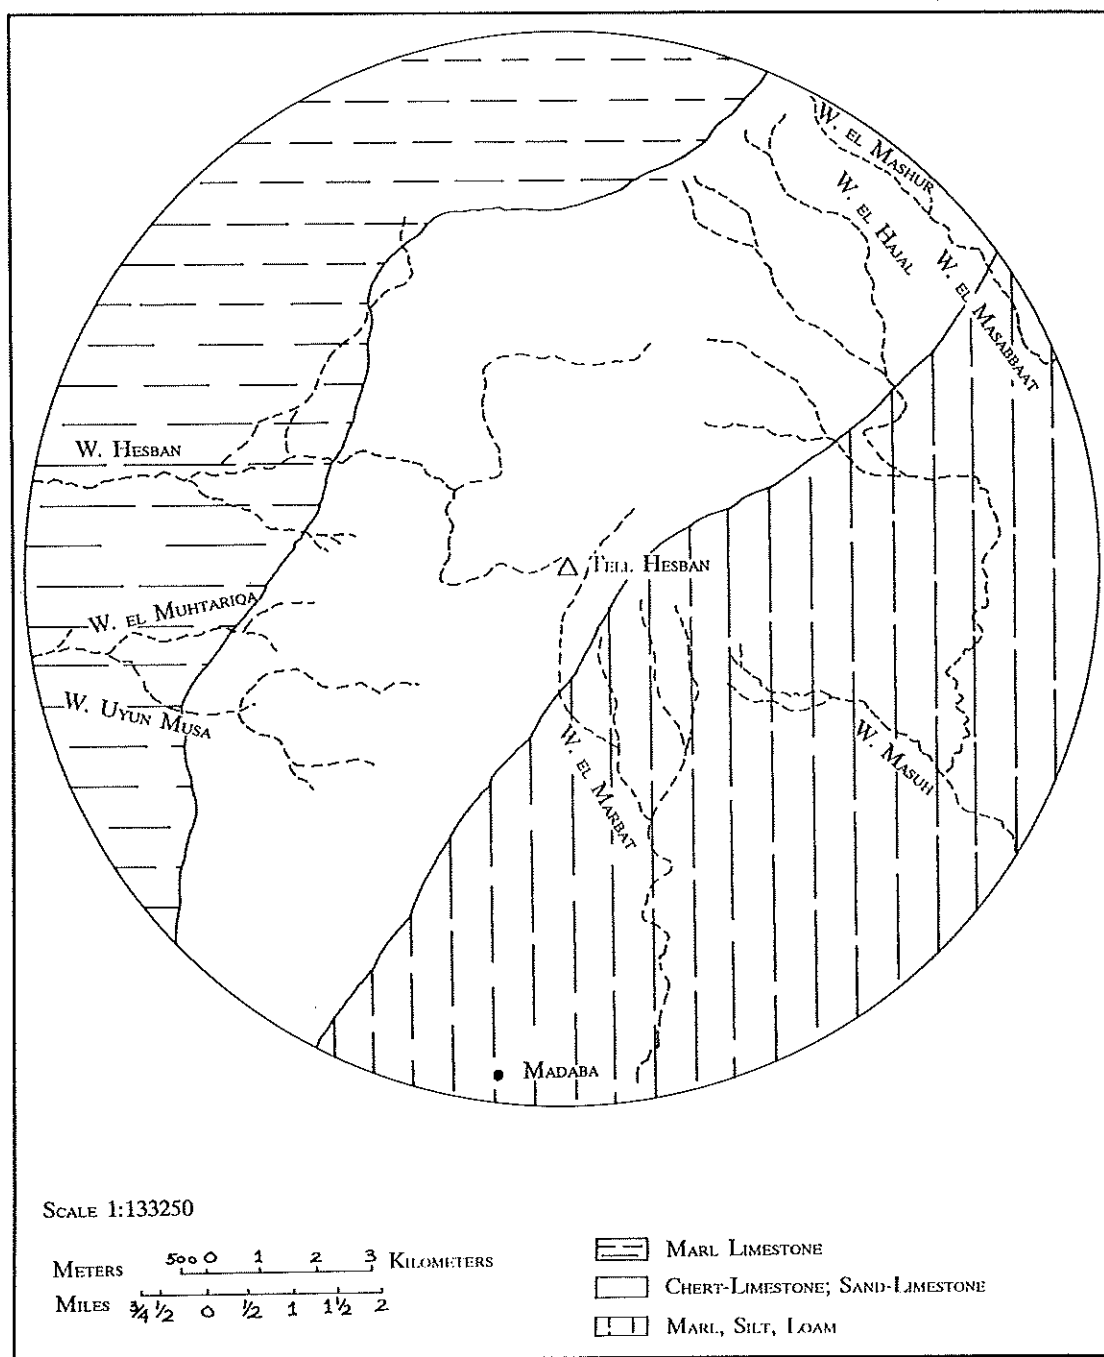 W. el Mashur
W. el Hajal
W. el Masabbaat
W. Hesban
Tell Hesban
W. el Muhtariqa
W. Uyun Musa
W. el Marbat
W. Masuh
Madaba
Scale 1:133250
Meters 500 0 1 2 3 Kilometers
Miles ¾ ½ 0 ½ 1 1½ 2
Marl Limestone
Chert-Limestone; Sand-Limestone
Marl, Silt, Loam